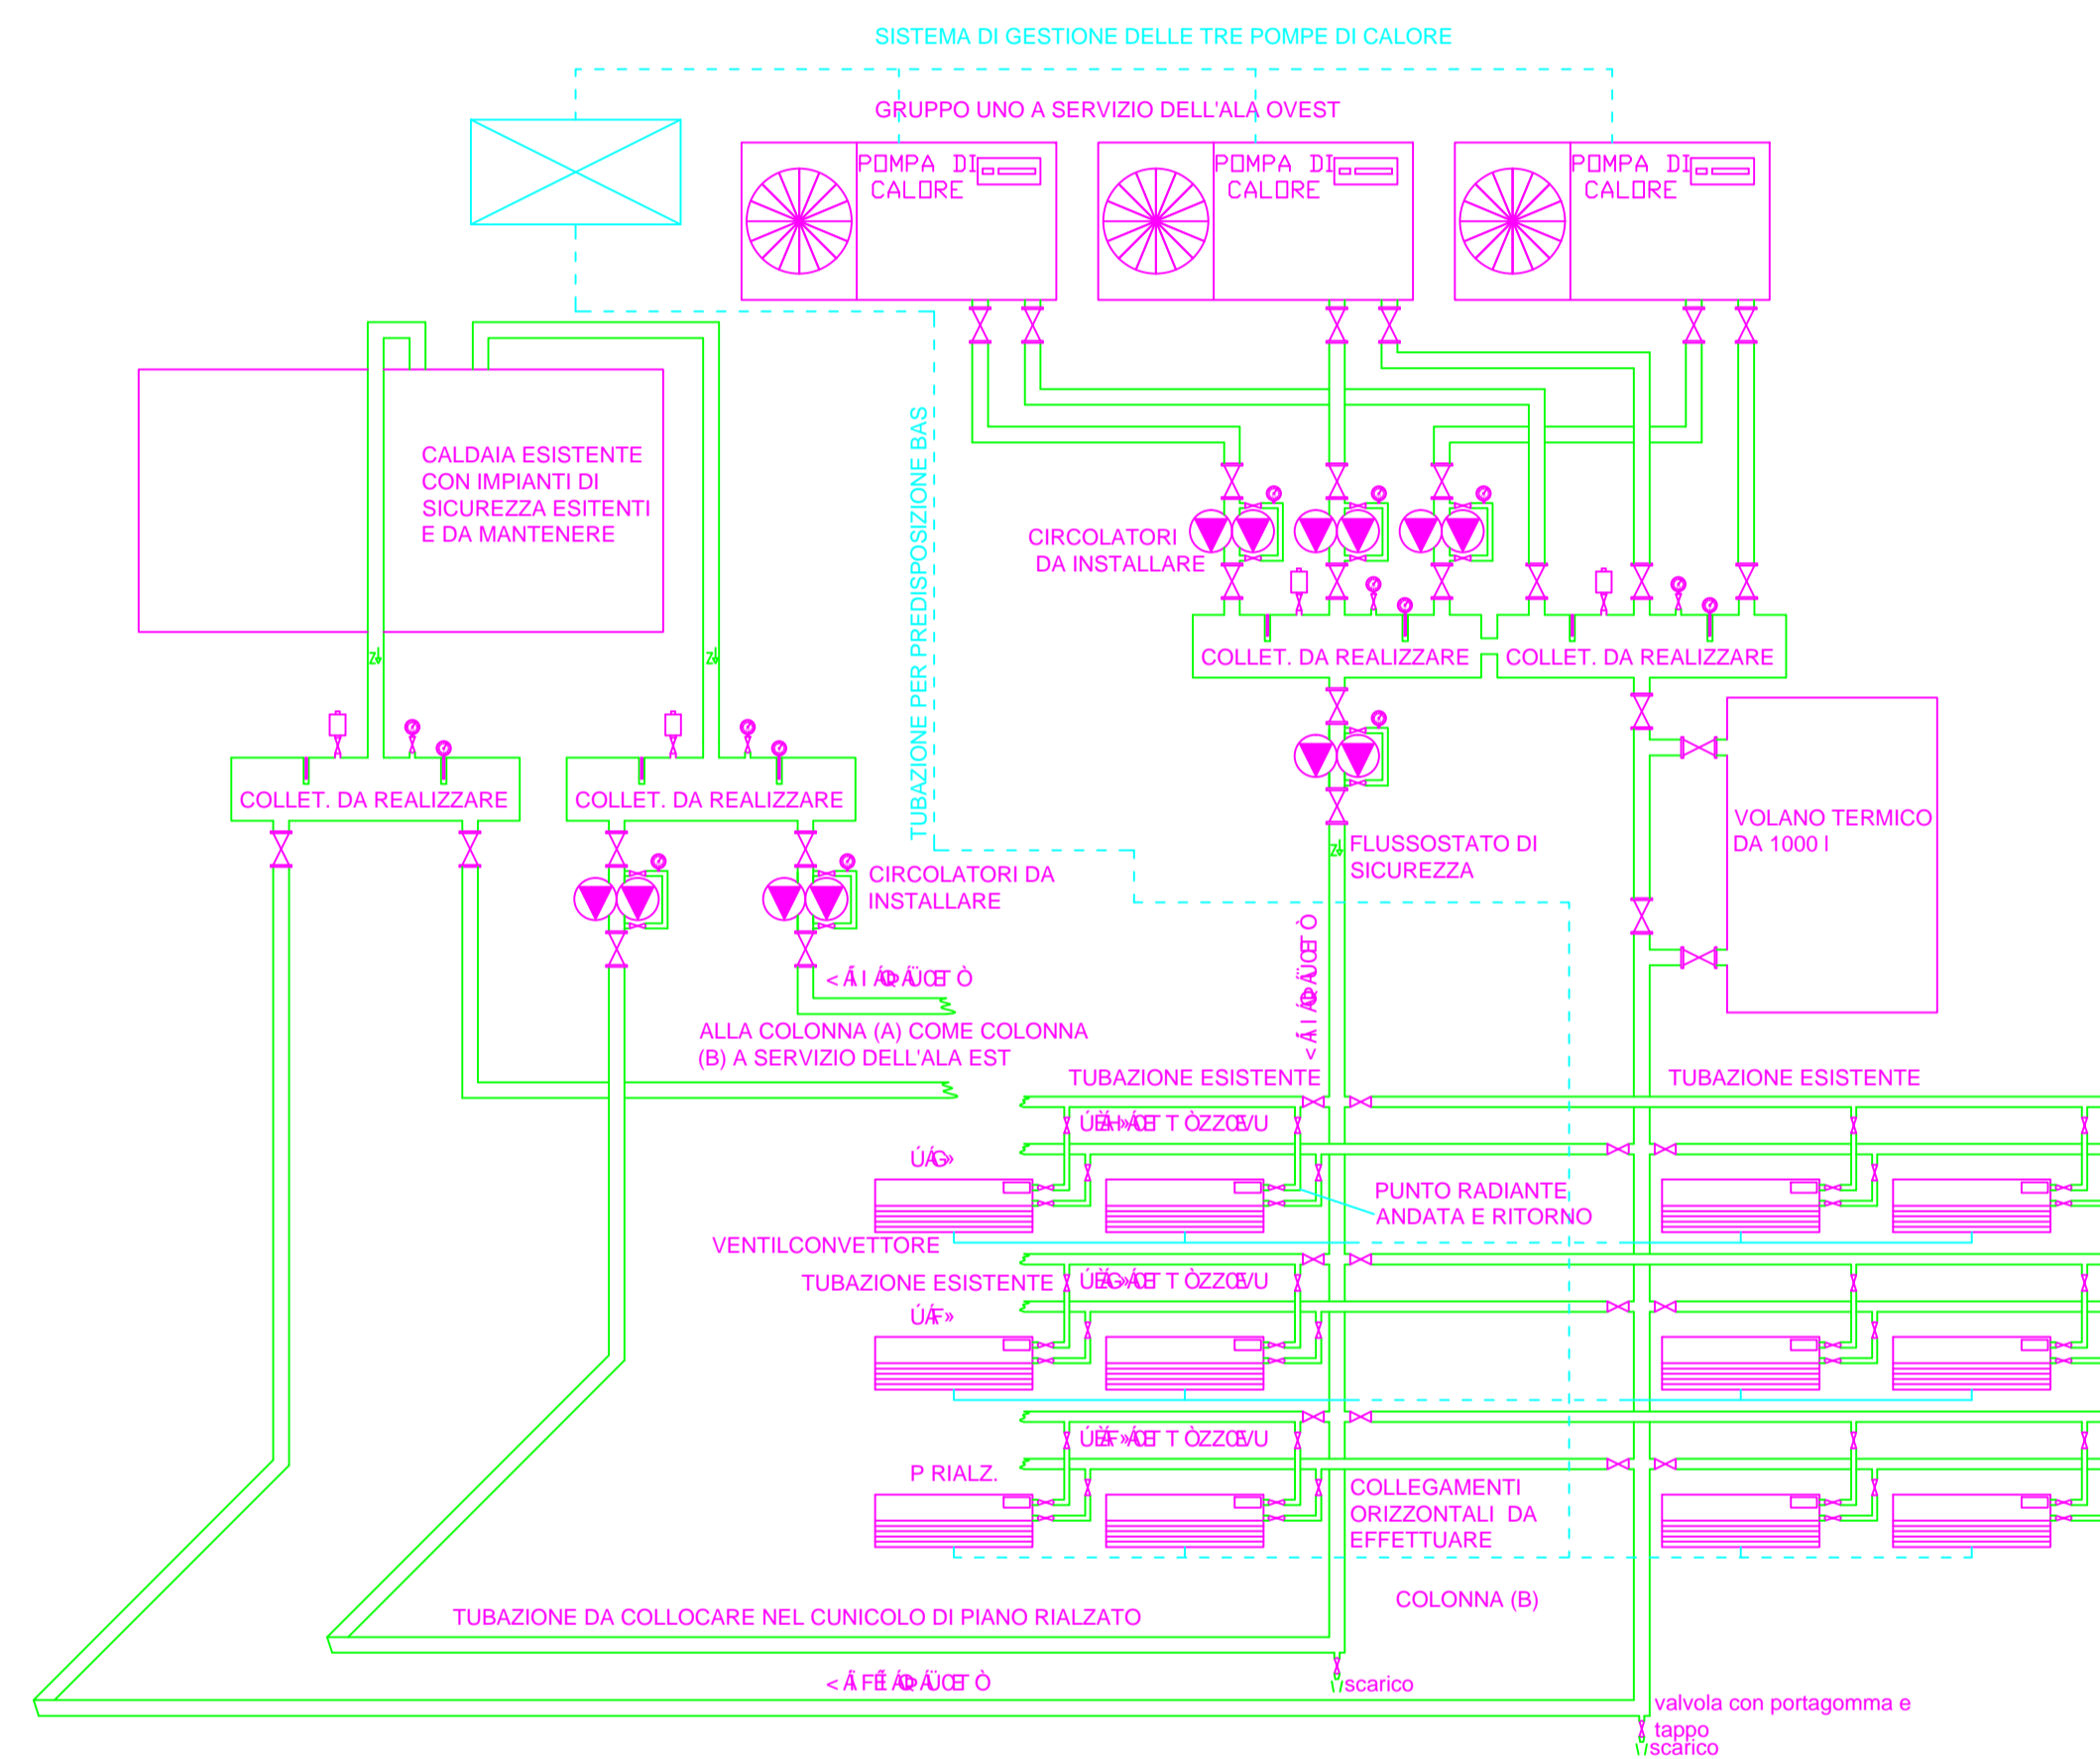 SISTEMA DI GESTIONE DELLE TRE POMPE DI CALORE
GRUPPO UNO A SERVIZIO DELL'ALA OVEST
POMPA DI
CALORE
POMPA DI
CALORE
POMPA DI
CALORE
CALDAIA ESISTENTE
CON IMPIANTI DI
SICUREZZA ESITENTI
E DA MANTENERE
TUBAZIONE PER PREDISPOSIZIONE BAS
CIRCOLATORI
DA INSTALLARE
COLLET. DA REALIZZARE
COLLET. DA REALIZZARE
COLLET. DA REALIZZARE
COLLET. DA REALIZZARE
VOLANO TERMICO
DA 1000 l
FLUSSOSTATO DI
SICUREZZA
CIRCOLATORI DA
INSTALLARE
ALLA COLONNA (A) COME COLONNA
(B) A SERVIZIO DELL'ALA EST
TUBAZIONE ESISTENTE
TUBAZIONE ESISTENTE
PUNTO RADIANTE
ANDATA E RITORNO
VENTILCONVETTORE
TUBAZIONE ESISTENTE
P RIALZ.
COLLEGAMENTI
ORIZZONTALI DA
EFFETTUARE
COLONNA (B)
TUBAZIONE DA COLLOCARE NEL CUNICOLO DI PIANO RIALZATO
scarico
valvola con portagomma e
tappo
scarico